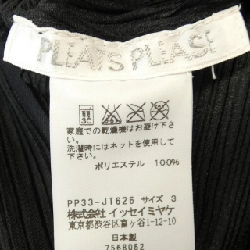 PLEATS PLEASE
家庭での乾燥機はお避け下さい
洗濯時にはネットを使用して下さい
ポリエステル 100%
PP33-JT625 サイズ 3
株式会社 イッセイミヤケ
東京都渋谷区富ヶ谷1-12-10
日本製
7568062